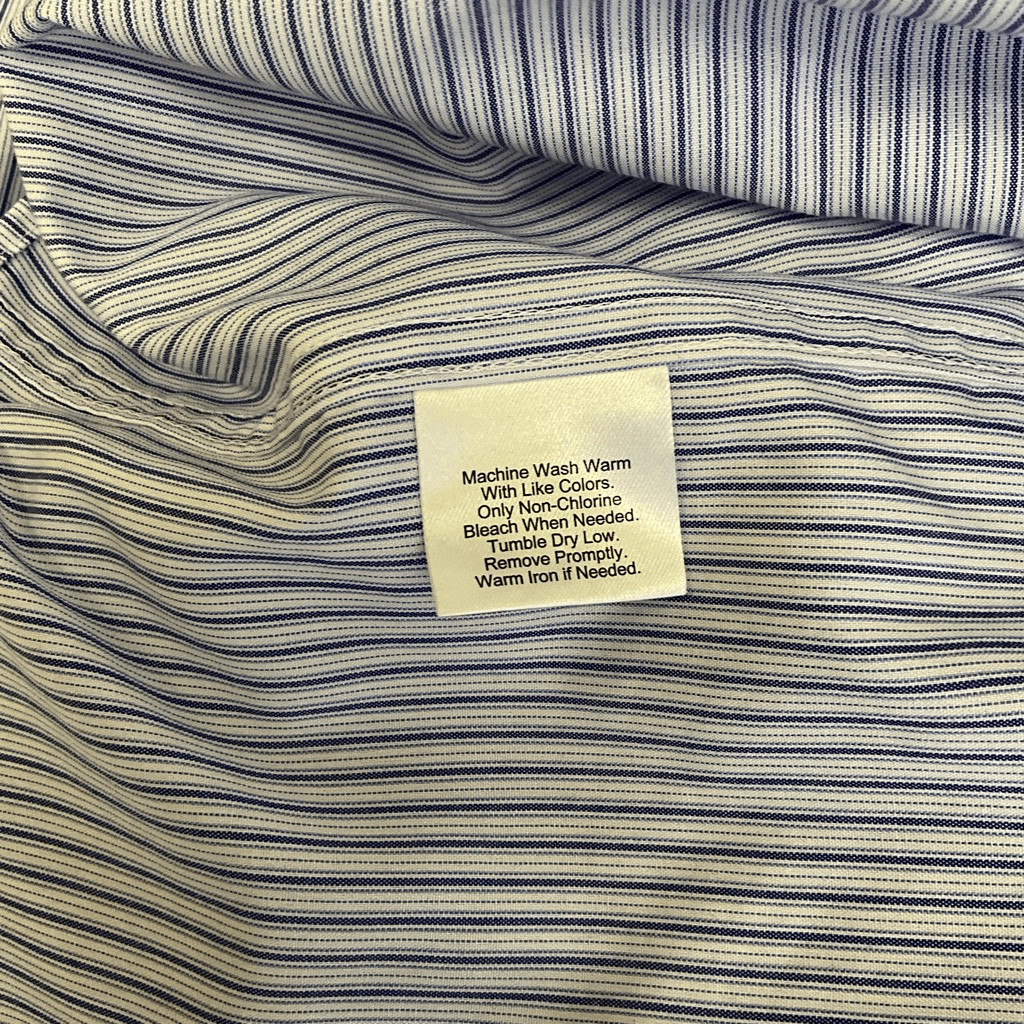 Machine Wash Warm
With Like Colors.
Only Non-Chlorine
Bleach When Needed.
Tumble Dry Low.
Remove Promptly.
Warm Iron if Needed.